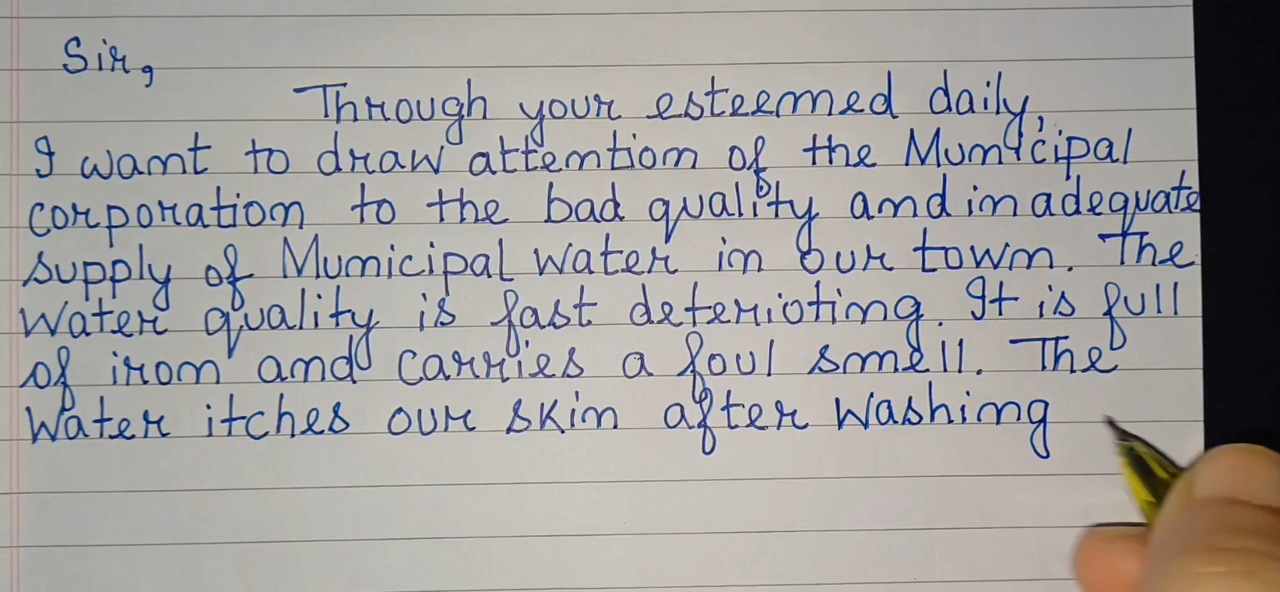 Sir,
Through your esteemed daily,
I want to draw attention of the Municipal
corporation to the bad quality and inadequate
supply of Municipal water in our town. The
water quality is fast deterioting. It is full
of iron and carries a foul smell. The
water itches our skin after washing